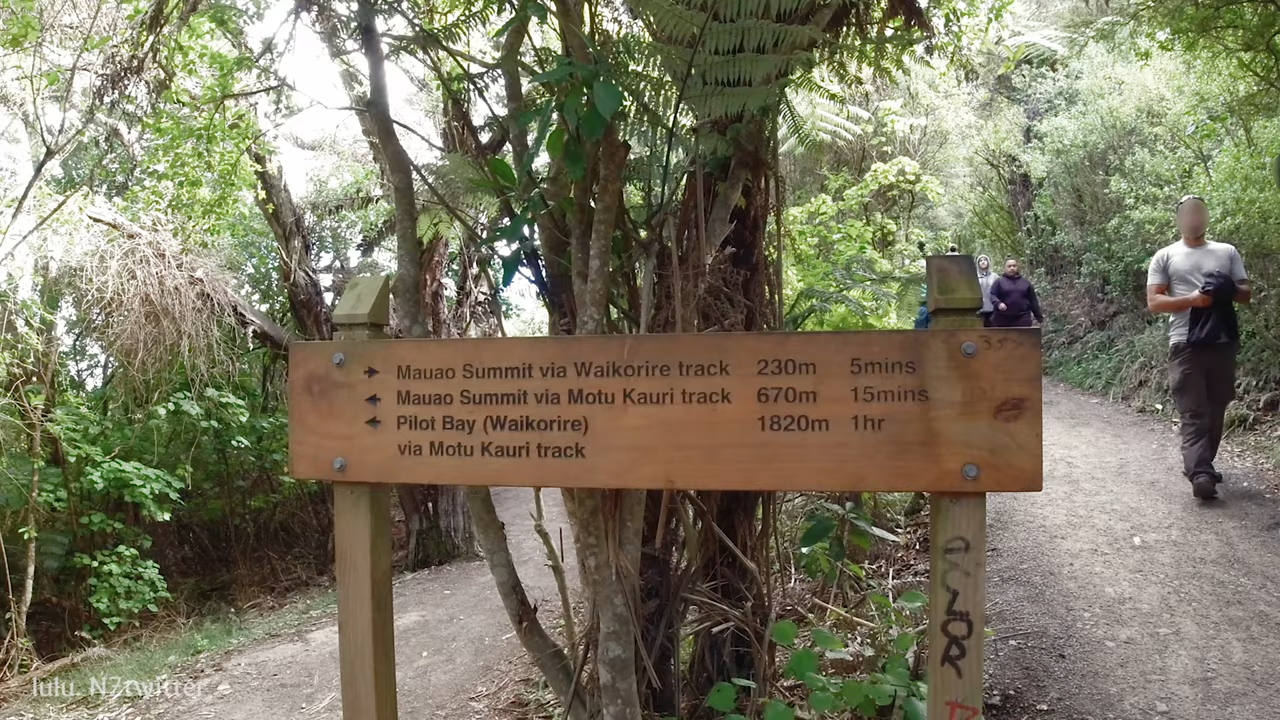 Mauao Summit via Waikorire track 230m 5mins
Mauao Summit via Motu Kauri track 670m 15mins
Pilot Bay (Waikorire) 1820m 1hr
via Motu Kauri track
lulu. NZtwitter